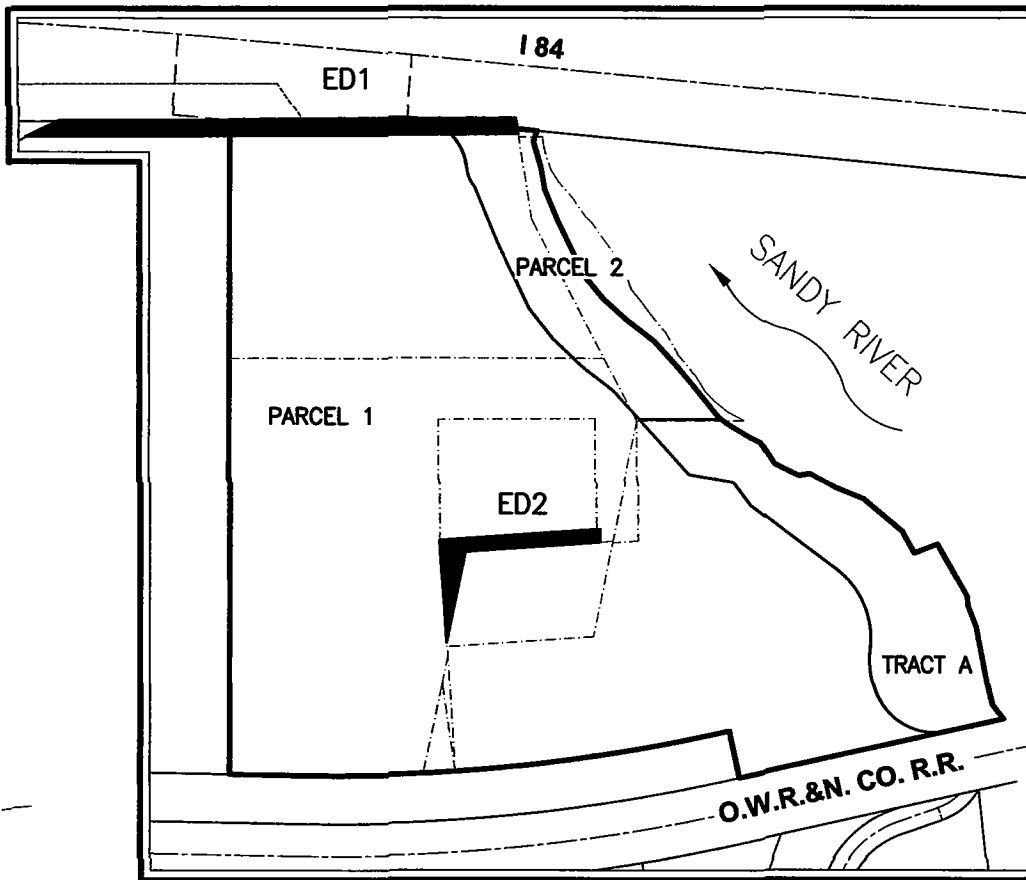 I 84
ED1
PARCEL 2
SANDY RIVER
PARCEL 1
ED2
TRACT A
O.W.R.&N. CO. R.R.